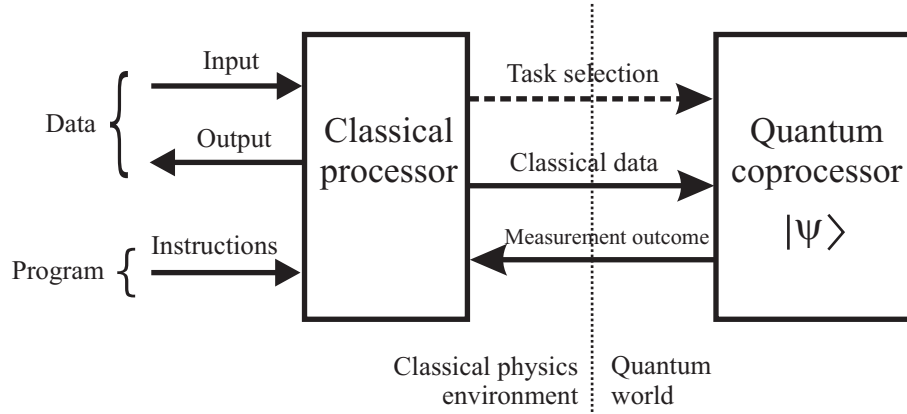 Input
Data
Output
Instructions
Program
Classical
processor
Task selection
Classical data
Measurement outcome
Quantum
coprocessor
|ψ⟩
Classical physics
environment
Quantum
world